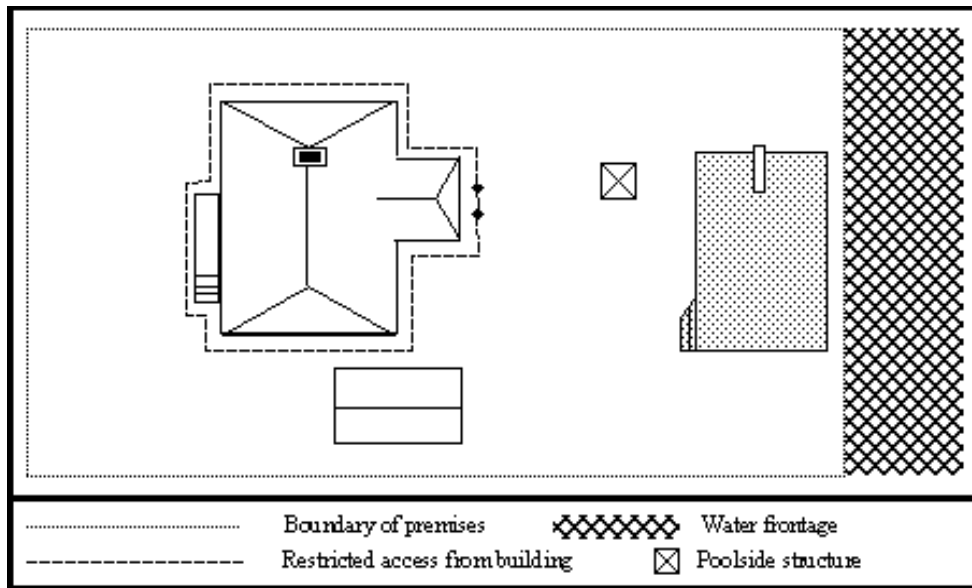 Boundary of premises
Water frontage
Restricted access from building
Poolside structure